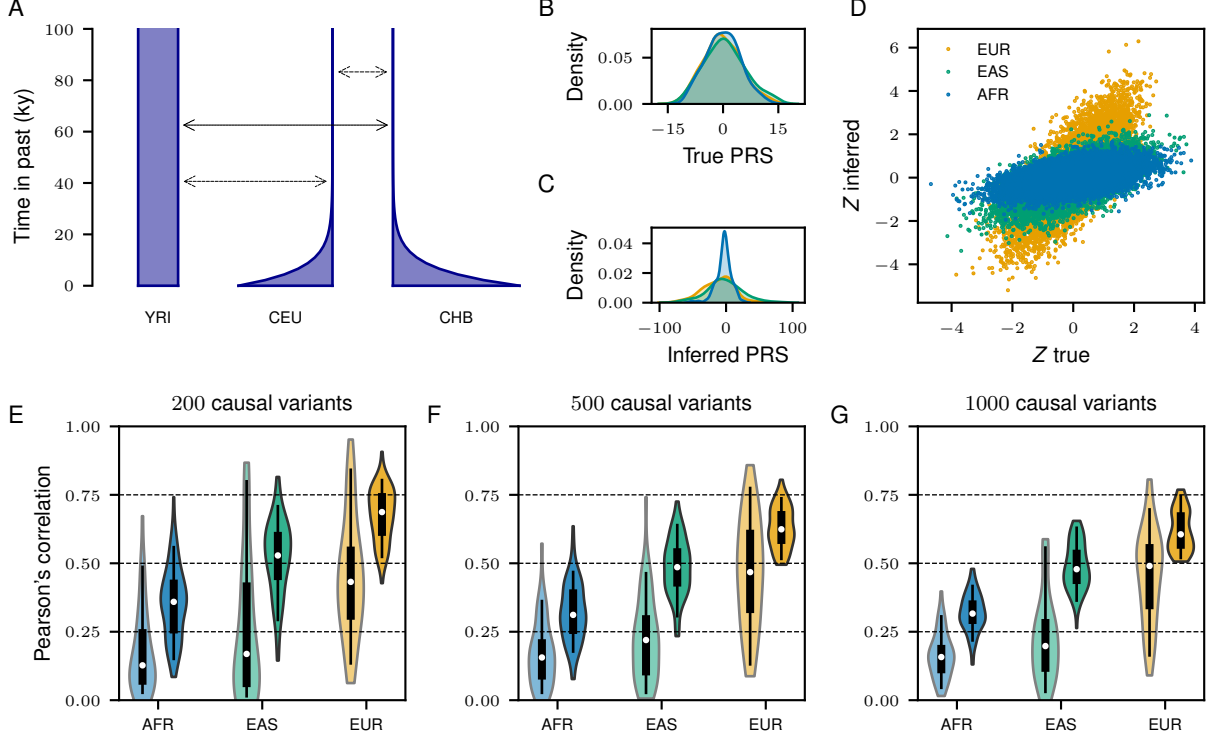 A
Time in past (ky)
100
80
60
40
20
0
YRI
CEU
CHB
B
Density
0.05
0.00
−15
0
15
True PRS
C
Density
0.04
0.02
0.00
−100
0
100
Inferred PRS
D
Z inferred
6
4
2
0
−2
−4
EUR
EAS
AFR
−4
−2
0
2
4
Z true
E
200 causal variants
Pearson's correlation
1.00
0.75
0.50
0.25
0.00
AFR
EAS
EUR
F
500 causal variants
1.00
0.75
0.50
0.25
0.00
AFR
EAS
EUR
G
1000 causal variants
1.00
0.75
0.50
0.25
0.00
AFR
EAS
EUR